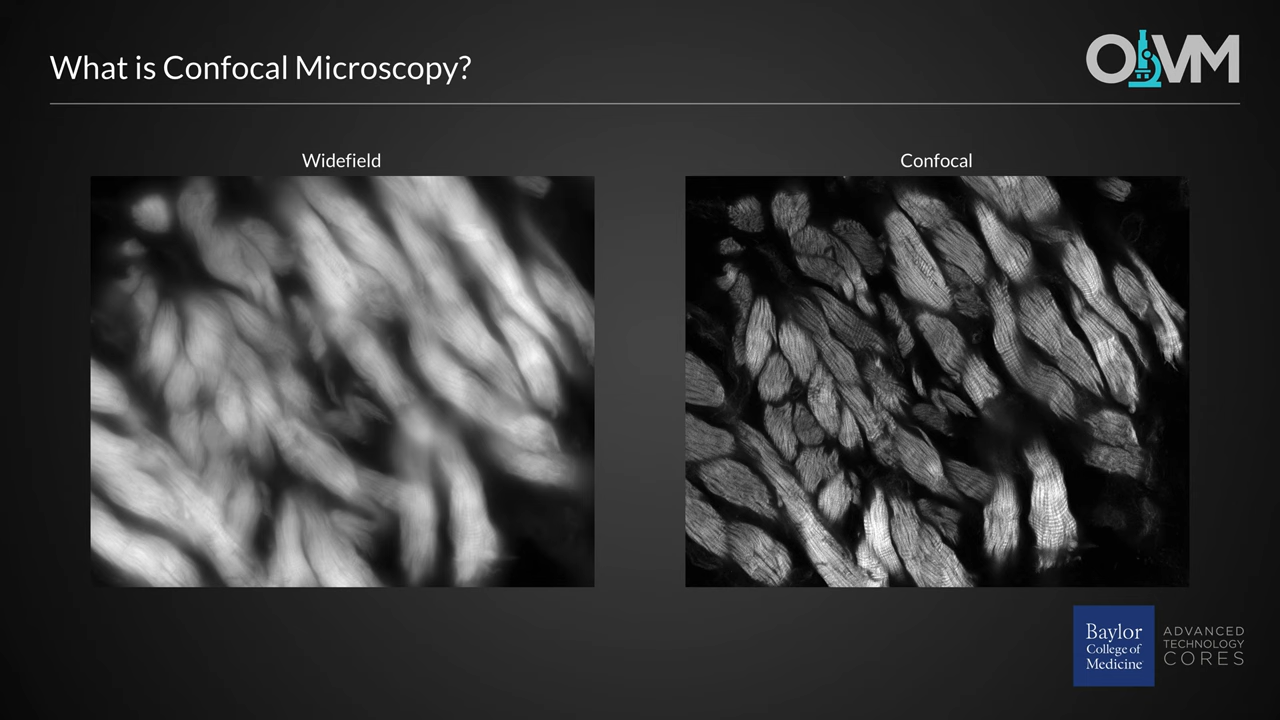 What is Confocal Microscopy?
OIVM
Widefield
Confocal
Baylor
College of
Medicine
ADVANCED
TECHNOLOGY
CORES